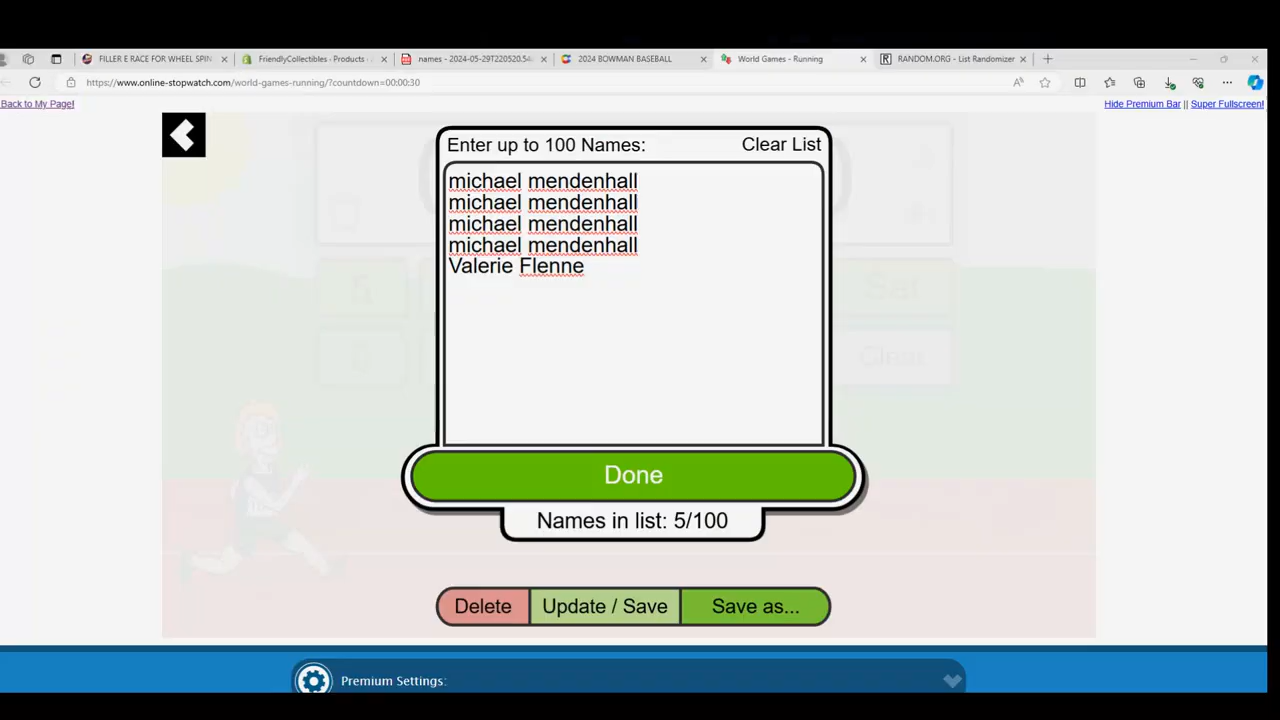 FILLER E RACE FOR WHEEL SPIN
FriendlyCollectibles · Products ·
names - 2024-05-29T220520.54
2024 BOWMAN BASEBALL
World Games - Running
RANDOM.ORG - List Randomizer
https://www.online-stopwatch.com/world-games-running/?countdown=00:00:30
Back to My Page!
Hide Premium Bar || Super Fullscreen!
Enter up to 100 Names:
Clear List
michael mendenhall
michael mendenhall
michael mendenhall
michael mendenhall
Valerie Flenne
Set
Clear
Done
Names in list: 5/100
Delete
Update / Save
Save as...
Premium Settings: